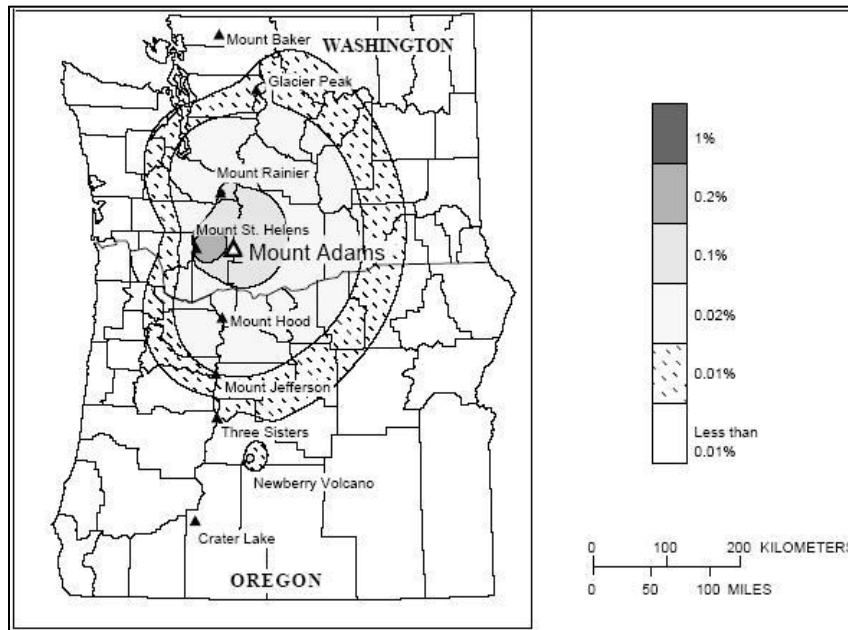 Mount Baker
WASHINGTON
Glacier Peak
Mount Rainier
Mount St. Helens
Mount Adams
Mount Hood
Mount Jefferson
Three Sisters
Newberry Volcano
Crater Lake
OREGON
1%
0.2%
0.1%
0.02%
0.01%
Less than
0.01%
0 100 200 KILOMETERS
0 50 100 MILES